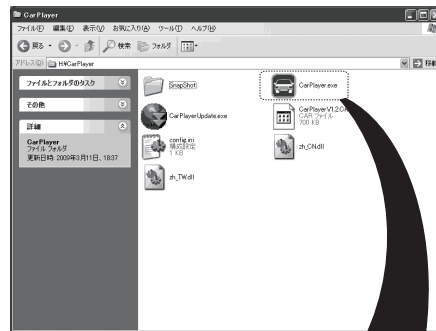 CarPlayer
ファイル(F) 編集(E) 表示(V) お気に入り(A) ツール(T) ヘルプ(H)
戻る 検索 フォルダ
アドレス(D) H:¥CarPlayer 移動
ファイルとフォルダのタスク
その他
詳細
CarPlayer
ファイル フォルダ
更新日時 2009年3月11日、18:37
SnapShot
CarPlayer.exe
CarPlayerUpdate.exe
CarPlayerV1.2.CA
CAR ファイル
700 KB
config.ini
構成設定
1 KB
zh_CN.dll
zh_TW.dll